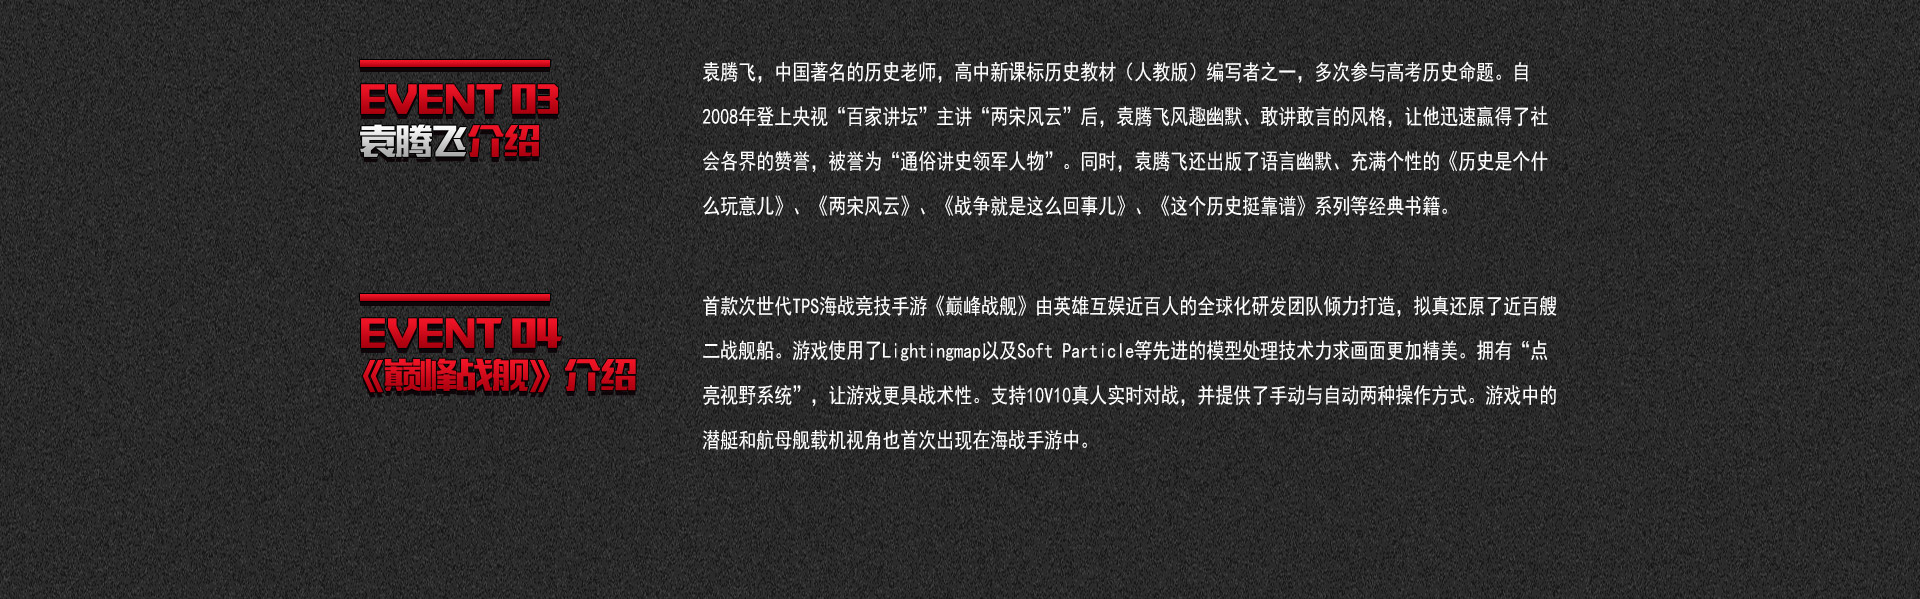 EVENT 03
袁腾飞介绍
袁腾飞，中国著名的历史老师，高中新课标历史教材（人教版）编写者之一，多次参与高考历史命题。自
2008年登上央视“百家讲坛”主讲“两宋风云”后，袁腾飞风趣幽默、敢讲敢言的风格，让他迅速赢得了社
会各界的赞誉，被誉为“通俗讲史领军人物”。同时，袁腾飞还出版了语言幽默、充满个性的《历史是个什
么玩意儿》、《两宋风云》、《战争就是这么回事儿》、《这个历史挺靠谱》系列等经典书籍。
EVENT 04
《巅峰战舰》介绍
首款次世代TPS海战竞技手游《巅峰战舰》由英雄互娱近百人的全球化研发团队倾力打造，拟真还原了近百艘
二战舰船。游戏使用了Lightingmap以及Soft Particle等先进的模型处理技术力求画面更加精美。拥有“点
亮视野系统”，让游戏更具战术性。支持10V10真人实时对战，并提供了手动与自动两种操作方式。游戏中的
潜艇和航母舰载机视角也首次出现在海战手游中。